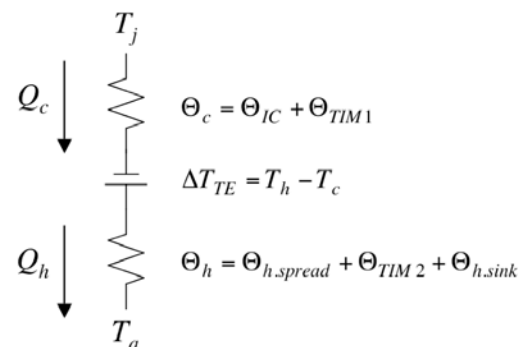 T_j
Q_c
Θ_c = Θ_IC + Θ_TIM1
ΔT_TE = T_h − T_c
Q_h
Θ_h = Θ_h.spread + Θ_TIM2 + Θ_h.sink
T_a